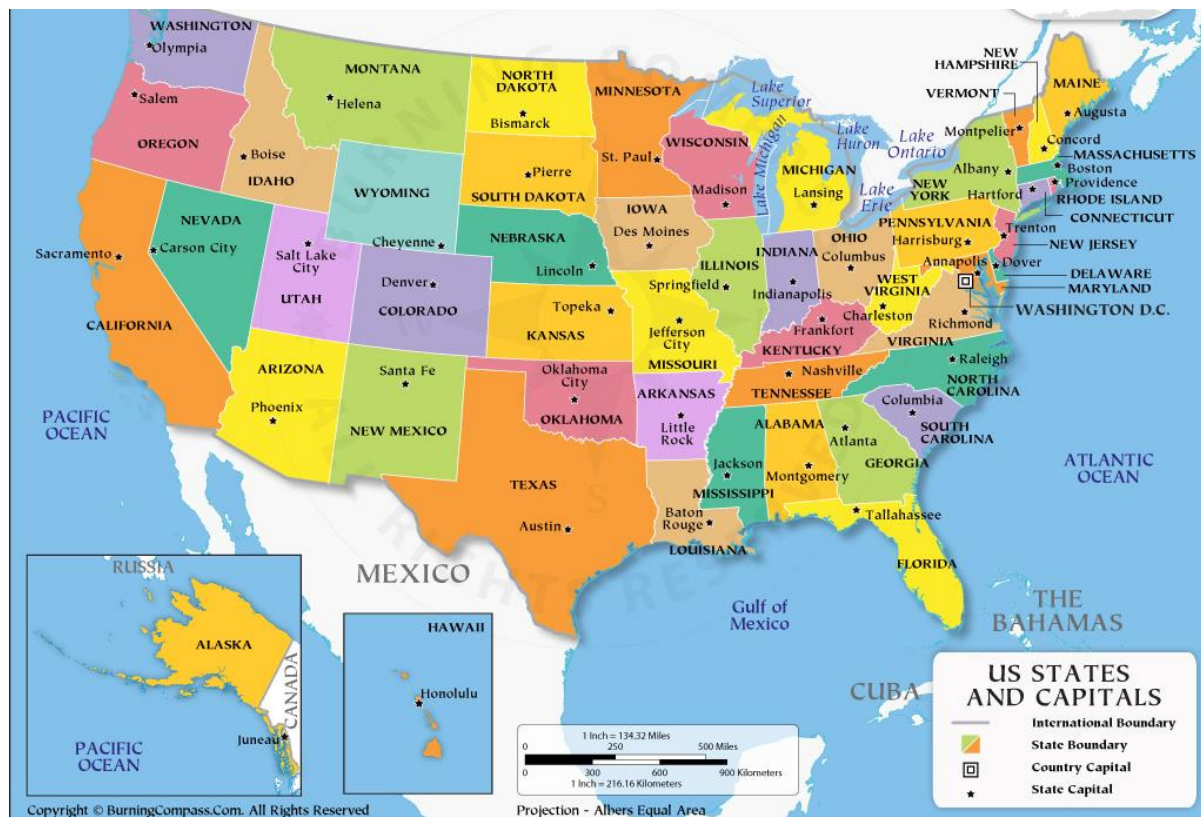 WASHINGTON
Olympia
MONTANA
Helena
NORTH
DAKOTA
Bismarck
MINNESOTA
St. Paul
Lake
Superior
WISCONSIN
Madison
Lake Michigan
MICHIGAN
Lansing
Lake
Huron
Lake
Ontario
Lake
Erie
NEW
HAMPSHIRE
VERMONT
MAINE
Augusta
Montpelier
Concord
MASSACHUSETTS
Boston
Albany
NEW
YORK
Hartford
Providence
RHODE ISLAND
CONNECTICUT
Salem
OREGON
Boise
IDAHO
WYOMING
Cheyenne
Pierre
SOUTH DAKOTA
IOWA
Des Moines
NEBRASKA
Lincoln
NEVADA
Carson City
Sacramento
CALIFORNIA
Salt Lake
City
UTAH
Denver
COLORADO
Topeka
KANSAS
ILLINOIS
Springfield
INDIANA
Indianapolis
OHIO
Columbus
PENNSYLVANIA
Harrisburg
Trenton
NEW JERSEY
Annapolis
Dover
DELAWARE
MARYLAND
WASHINGTON D.C.
WEST
VIRGINIA
Charleston
Richmond
VIRGINIA
Frankfort
KENTUCKY
Jefferson
City
MISSOURI
ARIZONA
Phoenix
Santa Fe
NEW MEXICO
Oklahoma
City
OKLAHOMA
ARKANSAS
Little
Rock
Nashville
TENNESSEE
Raleigh
NORTH
CAROLINA
Columbia
SOUTH
CAROLINA
ALABAMA
Montgomery
Atlanta
GEORGIA
Jackson
MISSISSIPPI
TEXAS
Austin
Baton
Rouge
LOUISIANA
Tallahassee
FLORIDA
PACIFIC
OCEAN
ATLANTIC
OCEAN
MEXICO
Gulf of
Mexico
THE
BAHAMAS
CUBA
RUSSIA
ALASKA
CANADA
Juneau
PACIFIC
OCEAN
HAWAII
Honolulu
1 Inch = 134.32 Miles
0 250 500 Miles
0 300 600 900 Kilometers
1 Inch = 216.16 Kilometers
US STATES
AND CAPITALS
International Boundary
State Boundary
Country Capital
State Capital
Copyright © BurningCompass.Com. All Rights Reserved
Projection - Albers Equal Area